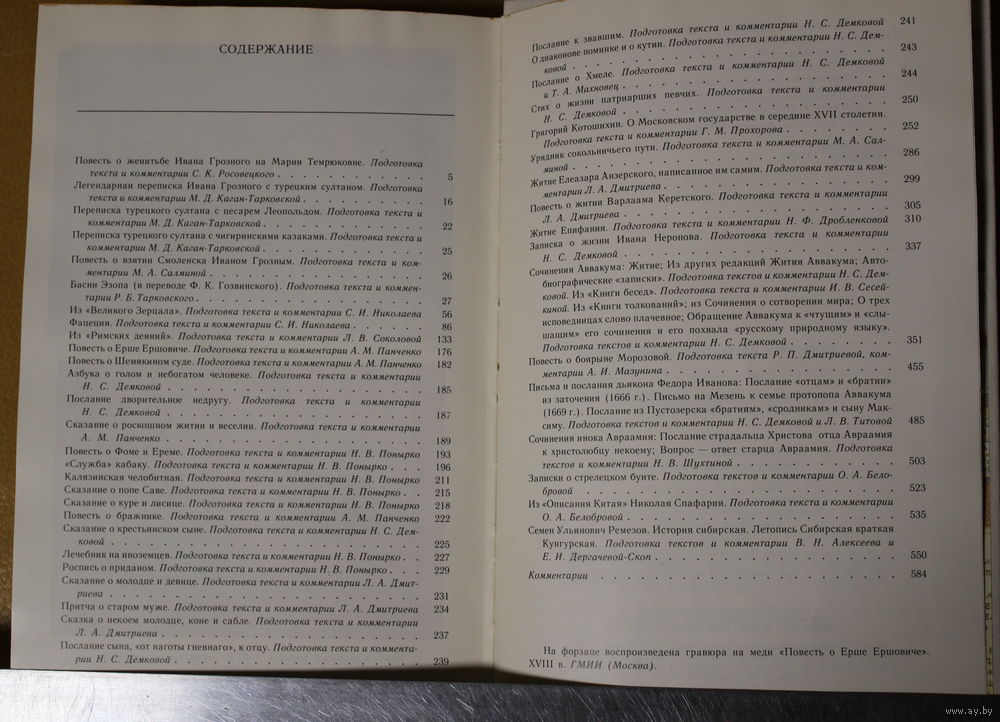 СОДЕРЖАНИЕ
Повесть о женитьбе Ивана Грозного на Марии Темрюковне. Подготовка
текста и комментарии С. К. Росовецкого . . . . . . . . . . . 5
Легендарная переписка Ивана Грозного с турецким султаном. Подготовка
текста и комментарии М. Д. Каган-Тарковской . . . . . . . . . 16
Переписка турецкого султана с цесарем Леопольдом. Подготовка текста и
комментарии М. Д. Каган-Тарковской . . . . . . . . . . . 22
Переписка турецкого султана с чигиринскими казаками. Подготовка текста и
комментарии М. Д. Каган-Тарковской . . . . . . . . . . . 25
Повесть о взятии Смоленска Иваном Грозным. Подготовка текста и ком-
ментарии М. А. Салминой . . . . . . . . . . . . . . 26
Басни Эзопа (в переводе Ф. К. Гозвинского). Подготовка текста и коммен-
тарии Р. Б. Тарковского . . . . . . . . . . . . . . 27
Из «Великого Зерцала». Подготовка текста и комментарии С. И. Николаева 56
Фацеции. Подготовка текста и комментарии С. И. Николаева . . . . . . 86
Из «Римских деяний». Подготовка текста и комментарии Л. В. Соколовой 133
Повесть о Ерше Ершовиче. Подготовка текста и комментарии А. М. Панченко 176
Повесть о Шемякином суде. Подготовка текста и комментарии А. М. Панченко 182
Азбука о голом и небогатом человеке. Подготовка текста и комментарии
Н. С. Демковой . . . . . . . . . . . . . . . . . 185
Послание дворительное недругу. Подготовка текста и комментарии
Н. С. Демковой . . . . . . . . . . . . . . . . . 187
Сказание о роскошном житии и веселии. Подготовка текста и комментарии
А. М. Панченко . . . . . . . . . . . . . . . . . 189
Повесть о Фоме и Ереме. Подготовка текста и комментарии Н. В. Понырко 193
«Служба» кабаку. Подготовка текста и комментарии Н. В. Понырко . . . 196
Калязинская челобитная. Подготовка текста и комментарии Н. В. Понырко 211
Сказание о попе Саве. Подготовка текста и комментарии Н. В. Понырко . . 215
Сказание о куре и лисице. Подготовка текста и комментарии Н. В. Понырко 218
Повесть о бражнике. Подготовка текста и комментарии А. М. Панченко 222
Сказание о крестьянском сыне. Подготовка текста и комментарии Н. С. Дем-
ковой . . . . . . . . . . . . . . . . . . . . . 225
Лечебник на иноземцев. Подготовка текста и комментарии Н. В. Понырко . . 227
Роспись о приданом. Подготовка текста и комментарии Н. В. Понырко . . . 229
Сказание о молодце и девице. Подготовка текста и комментарии Л. А. Дмит-
риева . . . . . . . . . . . . . . . . . . . . . 231
Притча о старом муже. Подготовка текста и комментарии Л. А. Дмитриева 234
Сказка о некоем молодце, коне и сабле. Подготовка текста и комментарии
Л. А. Дмитриева . . . . . . . . . . . . . . . . . 237
Послание сына, «от наготы гневнаго», к отцу. Подготовка текста и комментa-
рии Н. С. Демковой . . . . . . . . . . . . . . . . 239
Послание к звавшим. Подготовка текста и комментарии Н. С. Демковой 241
О диаконове поминке и о кутии. Подготовка текста и комментарии Н. С. Дем-
ковой . . . . . . . . . . . . . . . . . . . . . 243
Послание о Хмеле. Подготовка текста и комментарии Н. С. Демковой
и Т. А. Махновец . . . . . . . . . . . . . . . . . 244
Стих о жизни патриарших певчих. Подготовка текста и комментарии
Н. С. Демковой . . . . . . . . . . . . . . . . . 250
Григорий Котошихин. О Московском государстве в середине XVII столетия.
Подготовка текста и комментарии Г. М. Прохорова . . . . . . . . 252
Урядник сокольничьего пути. Подготовка текста и комментарии М. А. Сал-
миной . . . . . . . . . . . . . . . . . . . . . 286
Житие Елеазара Анзерского, написанное им самим. Подготовка текста и ком-
ментарии Л. А. Дмитриева . . . . . . . . . . . . . . 299
Повесть о житии Варлаама Керетского. Подготовка текста и комментарии
Л. А. Дмитриева . . . . . . . . . . . . . . . . . 305
Житие Епифания. Подготовка текста и комментарии Н. Ф. Дробленковой 310
Записка о жизни Ивана Неронова. Подготовка текста и комментарии
Н. С. Демковой . . . . . . . . . . . . . . . . . 337
Сочинения Аввакума: Житие; Из других редакций Жития Аввакума; Авто-
биографические «записки». Подготовка текстов и комментарии Н. С. Дем-
ковой. Из «Книги бесед». Подготовка текста и комментарии И. В. Сесей-
киной. Из «Книги толкований»; из Сочинения о сотворении мира; О трех
исповедницах слово плачевное; Обращение Аввакума к «чтущим» и «слы-
шащим» его сочинения и его похвала «русскому природному языку».
Подготовка текстов и комментарии Н. С. Демковой . . . . . . . . 351
Повесть о боярыне Морозовой. Подготовка текста Р. П. Дмитриевой, ком-
ментарии А. И. Мазунина . . . . . . . . . . . . . . 455
Письма и послания дьякона Федора Иванова: Послание «отцам» и «братии»
из заточения (1666 г.). Письмо на Мезень к семье протопопа Аввакума
(1669 г.). Послание из Пустозерска «братиям», «сродникам» и сыну Мак-
симу. Подготовка текстов и комментарии Н. С. Демковой и Л. В. Титовой 485
Сочинения инока Авраамия: Послание страдальца Христова отца Авраамия
к христолюбцу некоему; Вопрос — ответ старца Авраамия. Подготовка
текстов и комментарии Н. В. Шухтиной . . . . . . . . . . . 503
Записки о стрелецком бунте. Подготовка текстов и комментарии О. А. Бело-
бровой . . . . . . . . . . . . . . . . . . . . 523
Из «Описания Китая» Николая Спафария. Подготовка текста и комментарии
О. А. Белобровой . . . . . . . . . . . . . . . . 535
Семен Ульянович Ремезов. История сибирская. Летопись Сибирская краткая
Кунгурская. Подготовка текстов и комментарии В. Н. Алексеева и
Е. И. Дергачевой-Скоп . . . . . . . . . . . . . . . 550
Комментарии . . . . . . . . . . . . . . . . . . 584
На форзаце воспроизведена гравюра на меди «Повесть о Ерше Ершовиче».
XVIII в. ГМИИ (Москва).
www.ay.by